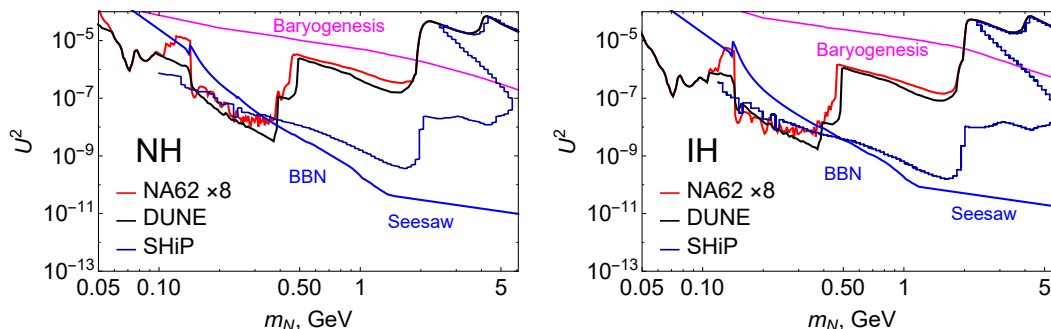 10⁻⁵
10⁻⁷
10⁻⁹
10⁻¹¹
10⁻¹³
U²
Baryogenesis
NH
BBN
NA62 ×8
DUNE
SHiP
Seesaw
0.05 0.10 0.50 1 5
m_N, GeV
10⁻⁵
10⁻⁷
10⁻⁹
10⁻¹¹
10⁻¹³
U²
Baryogenesis
IH
BBN
NA62 ×8
DUNE
SHiP
Seesaw
0.05 0.10 0.50 1 5
m_N, GeV